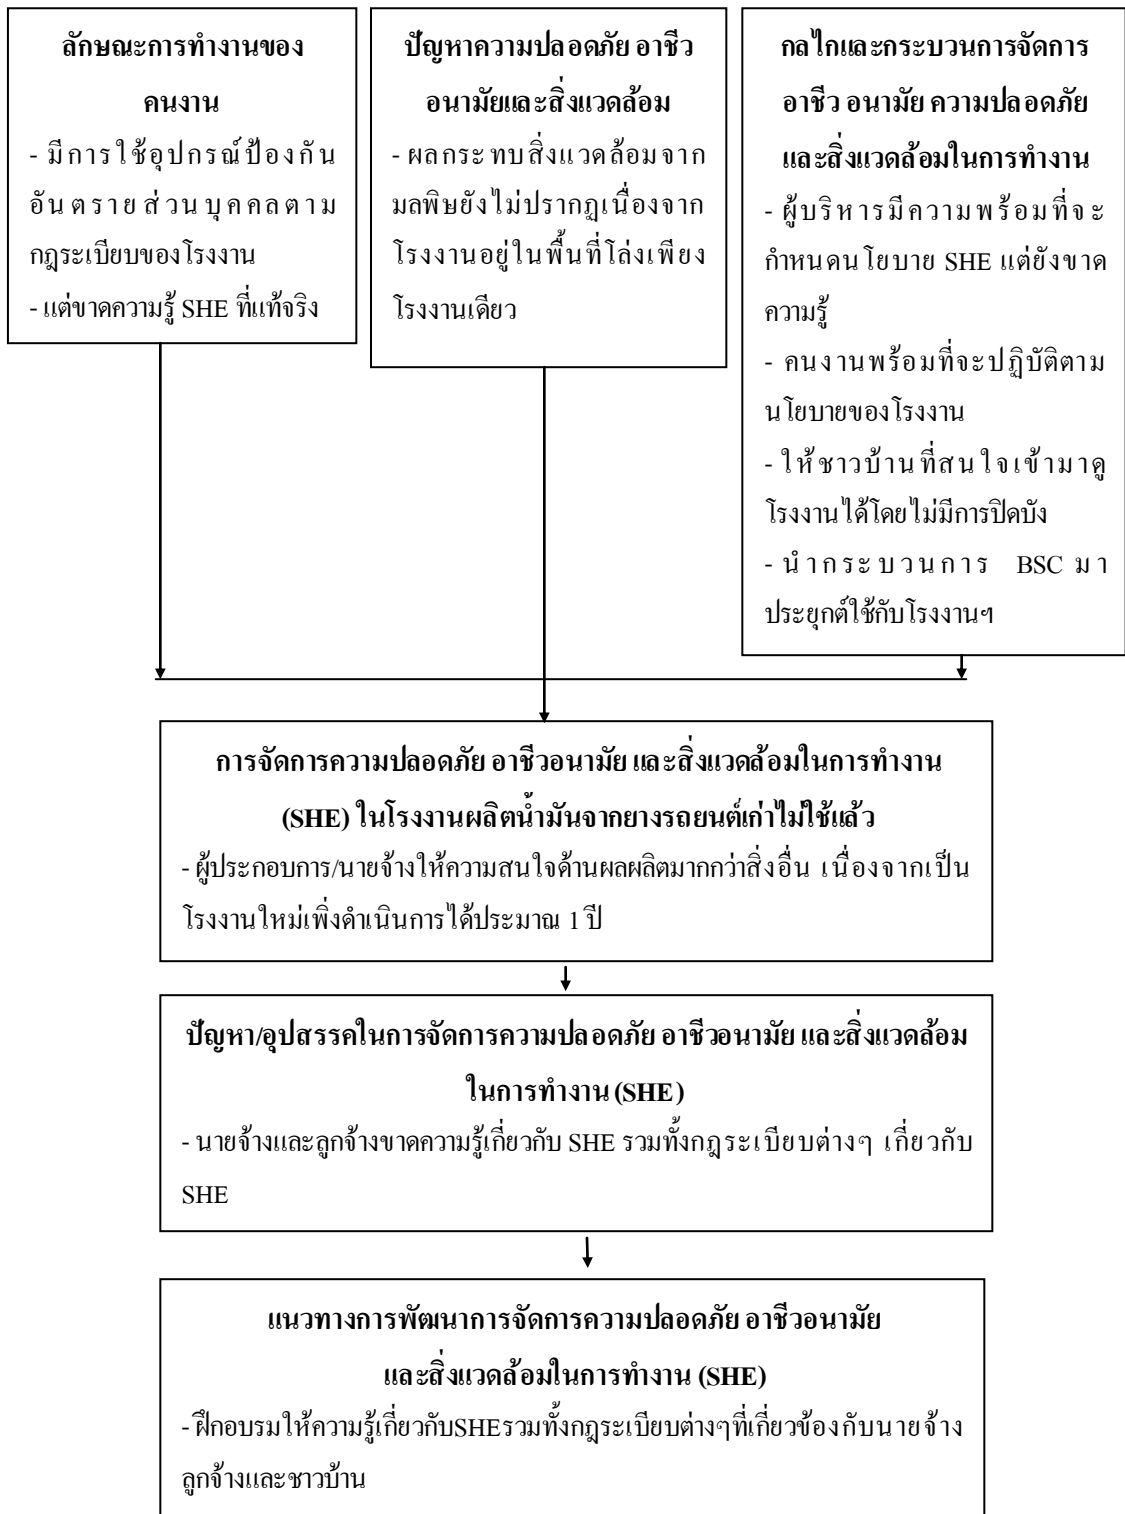 ลักษณะการทำงานของ
คนงาน
- มีการใช้อุปกรณ์ป้องกัน
อันตรายส่วนบุคคลตาม
กฎระเบียบของโรงงาน
- แต่ขาดความรู้ SHE ที่แท้จริง
ปัญหาความปลอดภัย อาชีว
อนามัยและสิ่งแวดล้อม
- ผลกระทบสิ่งแวดล้อมจาก
มลพิษยังไม่ปรากฏเนื่องจาก
โรงงานอยู่ในพื้นที่โล่งเพียง
โรงงานเดียว
กลไกและกระบวนการจัดการ
อาชีว อนามัย ความปลอดภัย
และสิ่งแวดล้อมในการทำงาน
- ผู้บริหารมีความพร้อมที่จะ
กำหนดนโยบาย SHE แต่ยังขาด
ความรู้
- คนงานพร้อมที่จะปฏิบัติตาม
นโยบายของโรงงาน
- ให้ชาวบ้านที่สนใจเข้ามาดู
โรงงานได้โดยไม่มีการปิดบัง
- นำกระบวนการ BSC มา
ประยุกต์ใช้กับโรงงานฯ
การจัดการความปลอดภัย อาชีวอนามัย และสิ่งแวดล้อมในการทำงาน
(SHE) ในโรงงานผลิตน้ำมันจากยางรถยนต์เก่าไม่ใช้แล้ว
- ผู้ประกอบการ/นายจ้างให้ความสนใจด้านผลผลิตมากกว่าสิ่งอื่น เนื่องจากเป็น
โรงงานใหม่เพิ่งดำเนินการได้ประมาณ 1 ปี
ปัญหา/อุปสรรคในการจัดการความปลอดภัย อาชีวอนามัย และสิ่งแวดล้อม
ในการทำงาน (SHE)
- นายจ้างและลูกจ้างขาดความรู้เกี่ยวกับ SHE รวมทั้งกฎระเบียบต่างๆ เกี่ยวกับ
SHE
แนวทางการพัฒนาการจัดการความปลอดภัย อาชีวอนามัย
และสิ่งแวดล้อมในการทำงาน (SHE)
- ฝึกอบรมให้ความรู้เกี่ยวกับSHEรวมทั้งกฎระเบียบต่างๆที่เกี่ยวข้องกับนายจ้าง
ลูกจ้างและชาวบ้าน